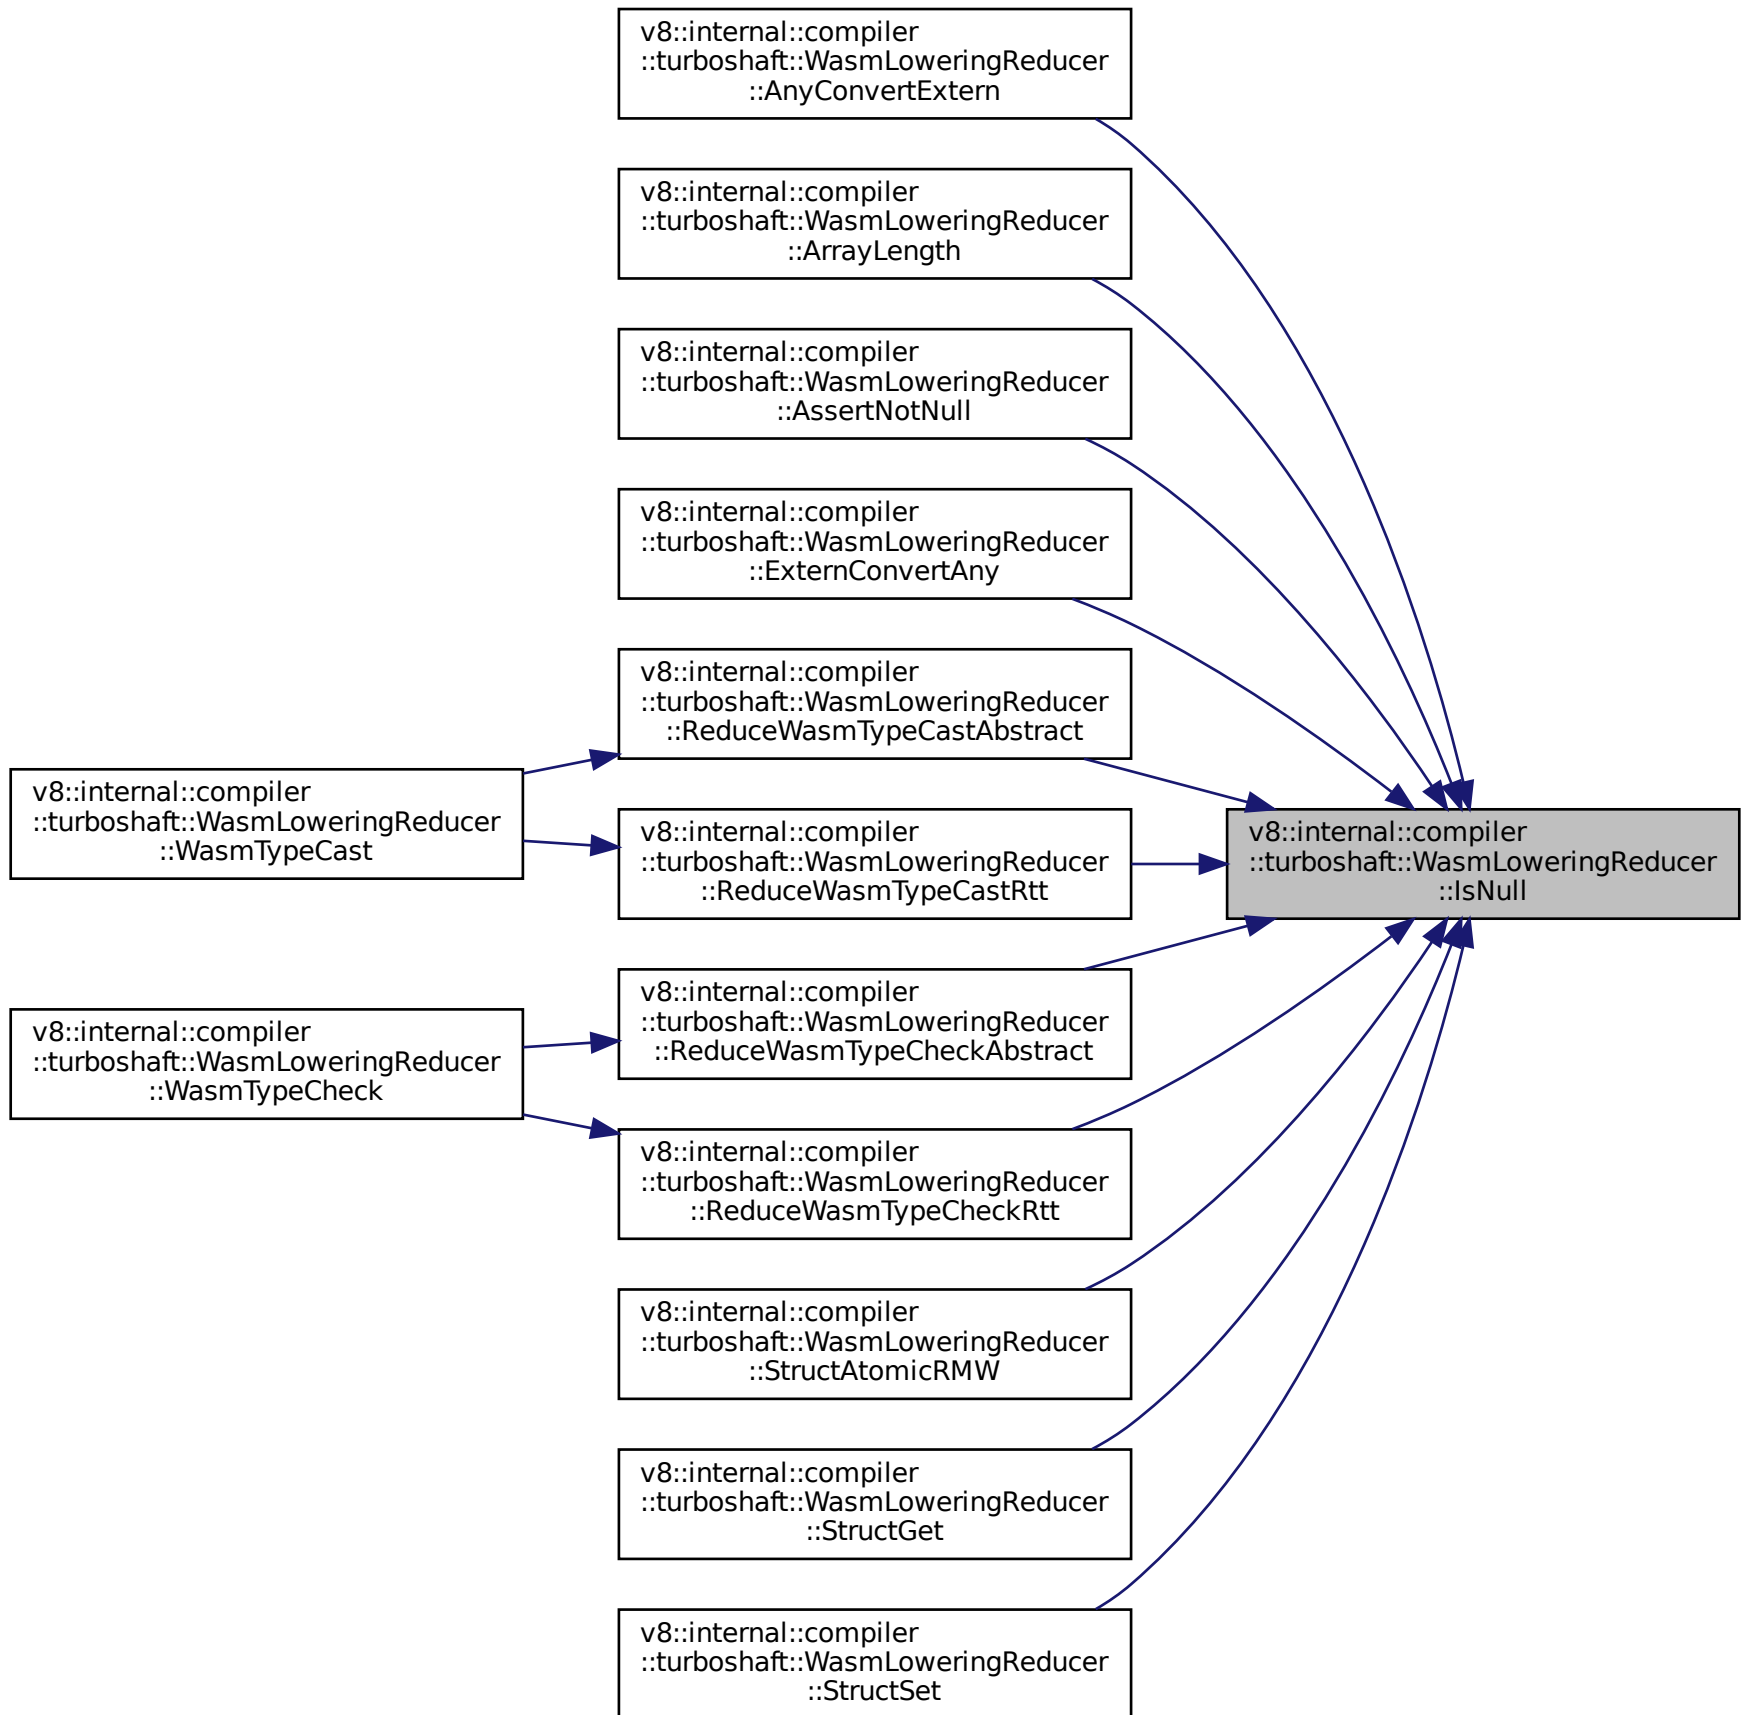 v8::internal::compiler
::turboshaft::WasmLoweringReducer
::AnyConvertExtern
v8::internal::compiler
::turboshaft::WasmLoweringReducer
::ArrayLength
v8::internal::compiler
::turboshaft::WasmLoweringReducer
::AssertNotNull
v8::internal::compiler
::turboshaft::WasmLoweringReducer
::ExternConvertAny
v8::internal::compiler
::turboshaft::WasmLoweringReducer
::ReduceWasmTypeCastAbstract
v8::internal::compiler
::turboshaft::WasmLoweringReducer
::WasmTypeCast
v8::internal::compiler
::turboshaft::WasmLoweringReducer
::ReduceWasmTypeCastRtt
v8::internal::compiler
::turboshaft::WasmLoweringReducer
::IsNull
v8::internal::compiler
::turboshaft::WasmLoweringReducer
::ReduceWasmTypeCheckAbstract
v8::internal::compiler
::turboshaft::WasmLoweringReducer
::WasmTypeCheck
v8::internal::compiler
::turboshaft::WasmLoweringReducer
::ReduceWasmTypeCheckRtt
v8::internal::compiler
::turboshaft::WasmLoweringReducer
::StructAtomicRMW
v8::internal::compiler
::turboshaft::WasmLoweringReducer
::StructGet
v8::internal::compiler
::turboshaft::WasmLoweringReducer
::StructSet